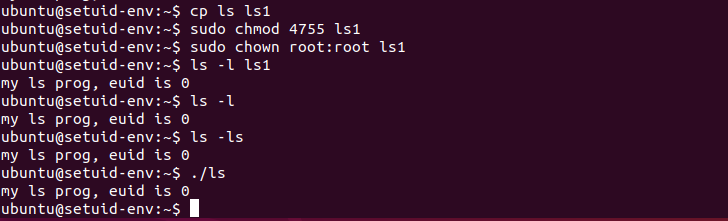 ubuntu@setuid-env:~$ cp ls ls1
ubuntu@setuid-env:~$ sudo chmod 4755 ls1
ubuntu@setuid-env:~$ sudo chown root:root ls1
ubuntu@setuid-env:~$ ls -l ls1
my ls prog, euid is 0
ubuntu@setuid-env:~$ ls -l
my ls prog, euid is 0
ubuntu@setuid-env:~$ ls -ls
my ls prog, euid is 0
ubuntu@setuid-env:~$ ./ls
my ls prog, euid is 0
ubuntu@setuid-env:~$